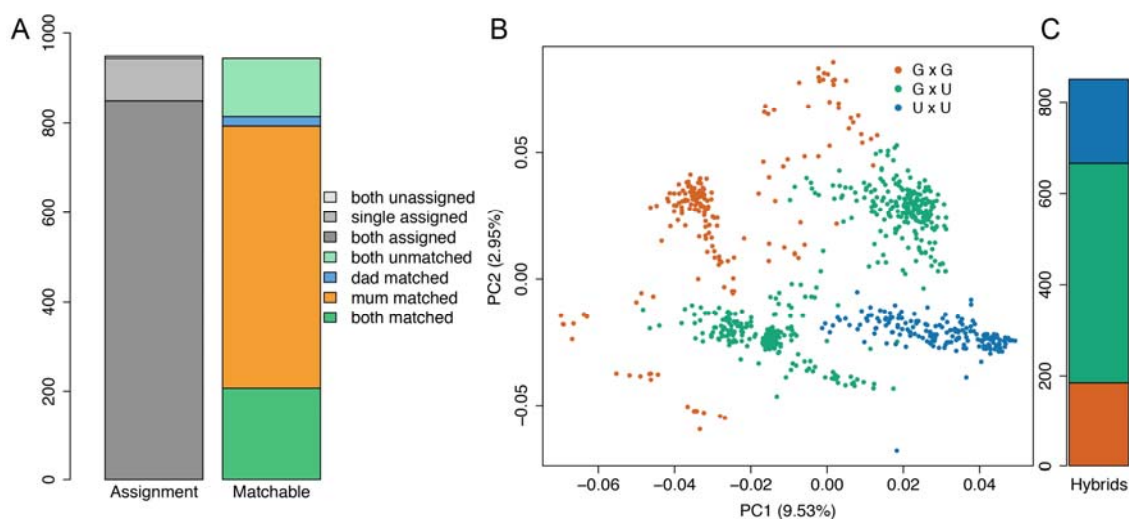 A
1000
800
600
400
200
0
Assignment
Matchable
both unassigned
single assigned
both assigned
both unmatched
dad matched
mum matched
both matched
B
G x G
G x U
U x U
PC2 (2.95%)
0.05
0.00
−0.05
−0.06
−0.04
−0.02
0.00
0.02
0.04
PC1 (9.53%)
C
800
600
400
200
0
Hybrids